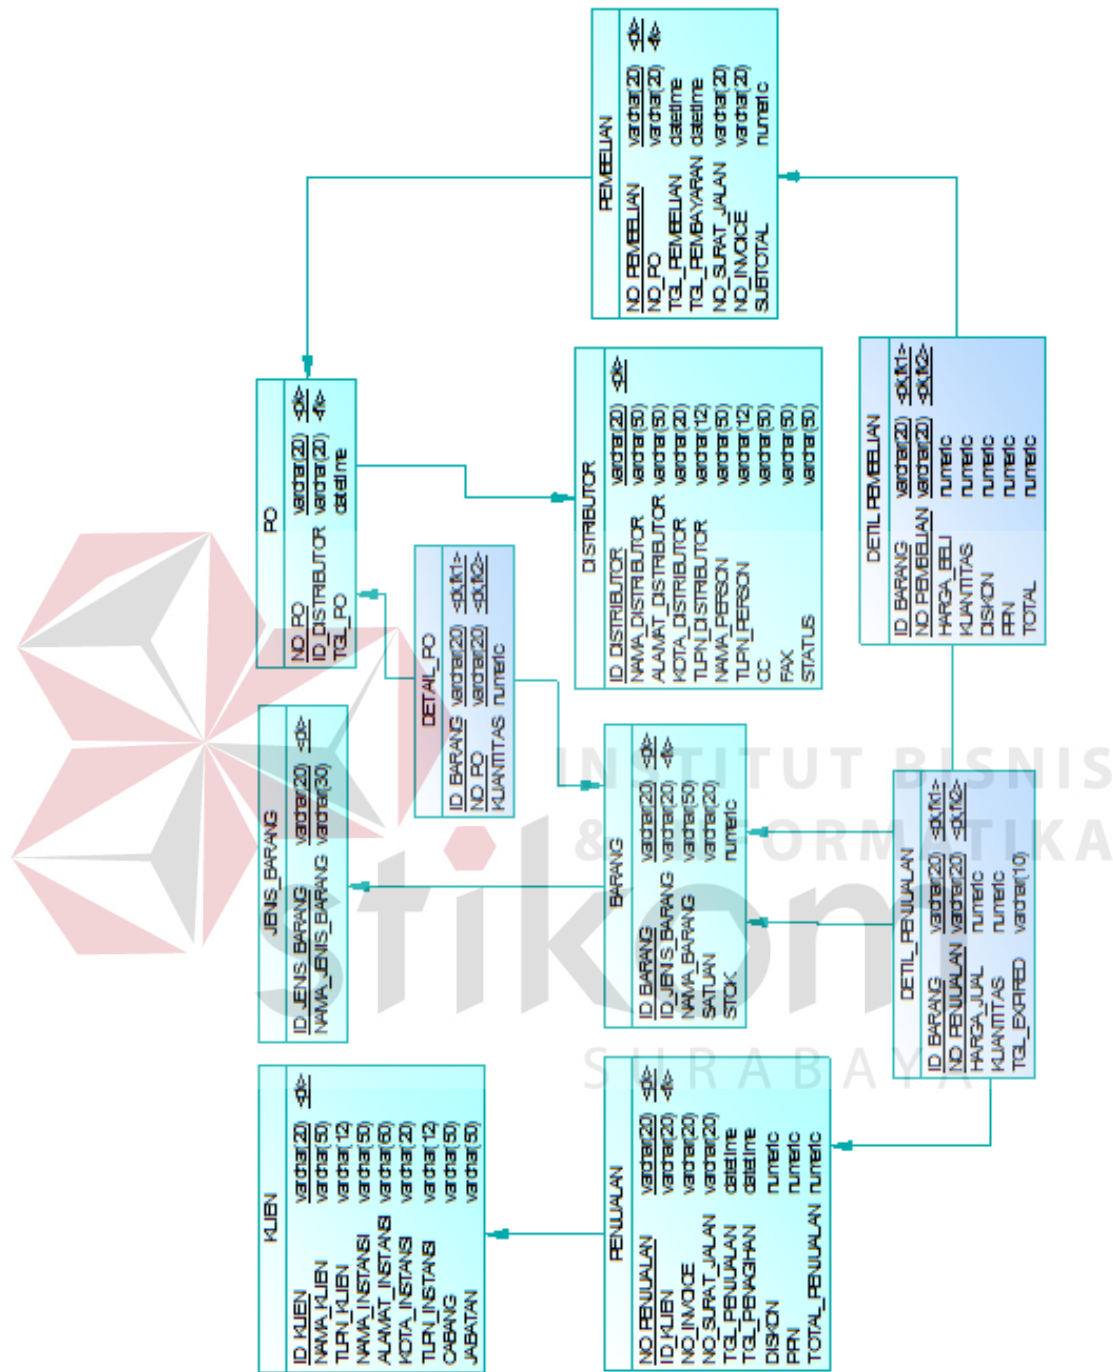 KLIEN
ID_KLIEN varchar(20) <pk>
NAMA_KLIEN varchar(50)
TLPN_KLIEN varchar(12)
NAMA_INSTANSI varchar(50)
ALAMAT_INSTANSI varchar(60)
KOTA_INSTANSI varchar(20)
TLPN_INSTANSI varchar(12)
CABANG varchar(50)
JABATAN varchar(50)
JENIS_BARANG
ID_JENIS_BARANG varchar(20) <pk>
NAMA_JENIS_BARANG varchar(30)
PO
NO_PO varchar(20) <pk>
ID_DISTRIBUTOR varchar(20) <fk>
TGL_PO datetime
DETAIL_PO
ID_BARANG varchar(20) <pk,fk1>
NO_PO varchar(20) <pk,fk2>
KUANTITAS numeric
PENJUALAN
NO_PENJUALAN varchar(20) <pk>
ID_KLIEN varchar(20) <fk>
NO_INVOICE varchar(20)
NO_SURAT_JALAN varchar(20)
TGL_PENJUALAN datetime
TGL_PENAGIHAN datetime
DISKON numeric
PPN numeric
TOTAL_PENJUALAN numeric
BARANG
ID_BARANG varchar(20) <pk>
ID_JENIS_BARANG varchar(20) <fk>
NAMA_BARANG varchar(50)
SATUAN varchar(20)
STOK numeric
DISTRIBUTOR
ID_DISTRIBUTOR varchar(20) <pk>
NAMA_DISTRIBUTOR varchar(50)
ALAMAT_DISTRIBUTOR varchar(50)
KOTA_DISTRIBUTOR varchar(20)
TLPN_DISTRIBUTOR varchar(12)
NAMA_PERSON varchar(50)
TLPN_PERSON varchar(12)
CC varchar(50)
FAX varchar(50)
STATUS varchar(50)
PEMBELIAN
NO_PEMBELIAN varchar(20) <pk>
NO_PO varchar(20) <fk>
TGL_PEMBELIAN datetime
TGL_PEMBAYARAN datetime
NO_SURAT_JALAN varchar(20)
NO_INVOICE varchar(20)
SUBTOTAL numeric
DETIL_PENJUALAN
ID_BARANG varchar(20) <pk,fk1>
NO_PENJUALAN varchar(20) <pk,fk2>
HARGA_JUAL numeric
KUANTITAS numeric
TGL_EXPIRED varchar(10)
DETIL PEMBELIAN
ID_BARANG varchar(20) <pk,fk1>
NO_PEMBELIAN varchar(20) <pk,fk2>
HARGA_BELI numeric
KUANTITAS numeric
DISKON numeric
PPN numeric
TOTAL numeric
INSTITUT BISNIS
& INFORMATIKA
stikom
SURABAYA